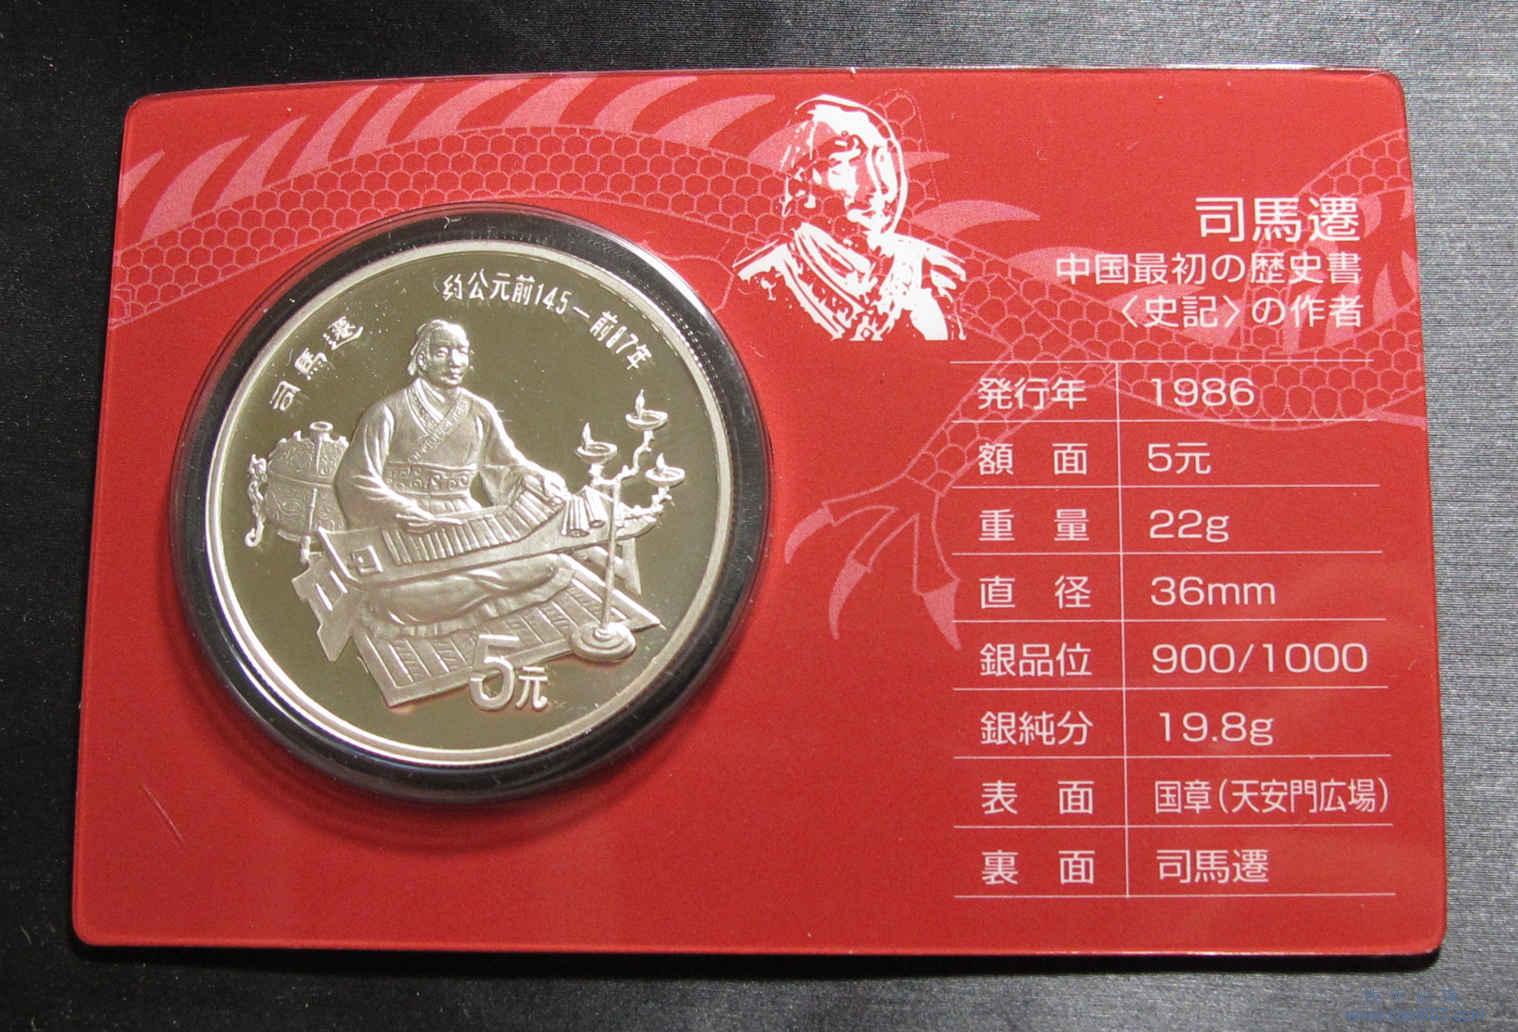 司馬遷
約公元前145—前87年
5元
司馬遷
中国最初の歴史書
〈史記〉の作者
発行年 1986
額面 5元
重量 22g
直径 36mm
銀品位 900/1000
銀純分 19.8g
表面 国章(天安門広場)
裏面 司馬遷